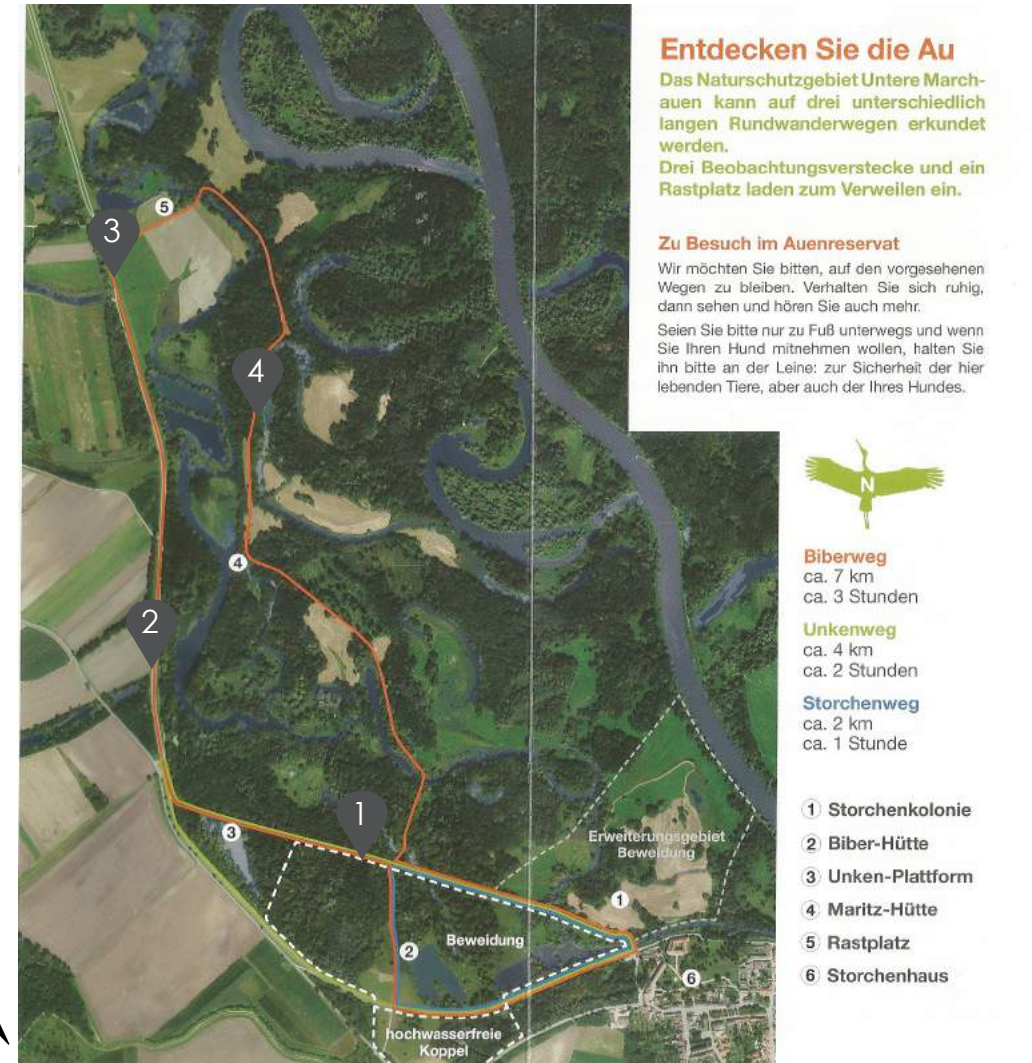 Entdecken Sie die Au
Das Naturschutzgebiet Untere March-
auen kann auf drei unterschiedlich
langen Rundwanderwegen erkundet
werden.
Drei Beobachtungsverstecke und ein
Rastplatz laden zum Verweilen ein.
Zu Besuch im Auenreservat
Wir möchten Sie bitten, auf den vorgesehenen
Wegen zu bleiben. Verhalten Sie sich ruhig,
dann sehen und hören Sie auch mehr.
Seien Sie bitte nur zu Fuß unterwegs und wenn
Sie Ihren Hund mitnehmen wollen, halten Sie
ihn bitte an der Leine: zur Sicherheit der hier
lebenden Tiere, aber auch der Ihres Hundes.
N
Biberweg
ca. 7 km
ca. 3 Stunden
Unkenweg
ca. 4 km
ca. 2 Stunden
Storchenweg
ca. 2 km
ca. 1 Stunde
1 Storchenkolonie
2 Biber-Hütte
3 Unken-Plattform
4 Maritz-Hütte
5 Rastplatz
6 Storchenhaus
5
3
4
4
2
1
3
Erweiterungsgebiet
Beweidung
1
Beweidung
2
6
hochwasserfreie
Koppel